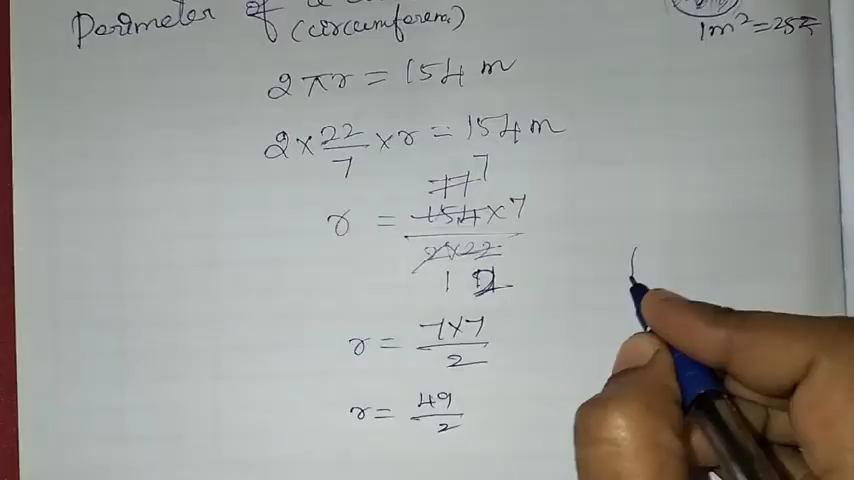 Perimeter of a
(circumference)
1m² = 25₹
2πr = 154 m
2 × 22/7 × r = 154 m
77 7
r = 154 × 7 / 2 × 22
1 2
r = 7 × 7 / 2
r = 49 / 2